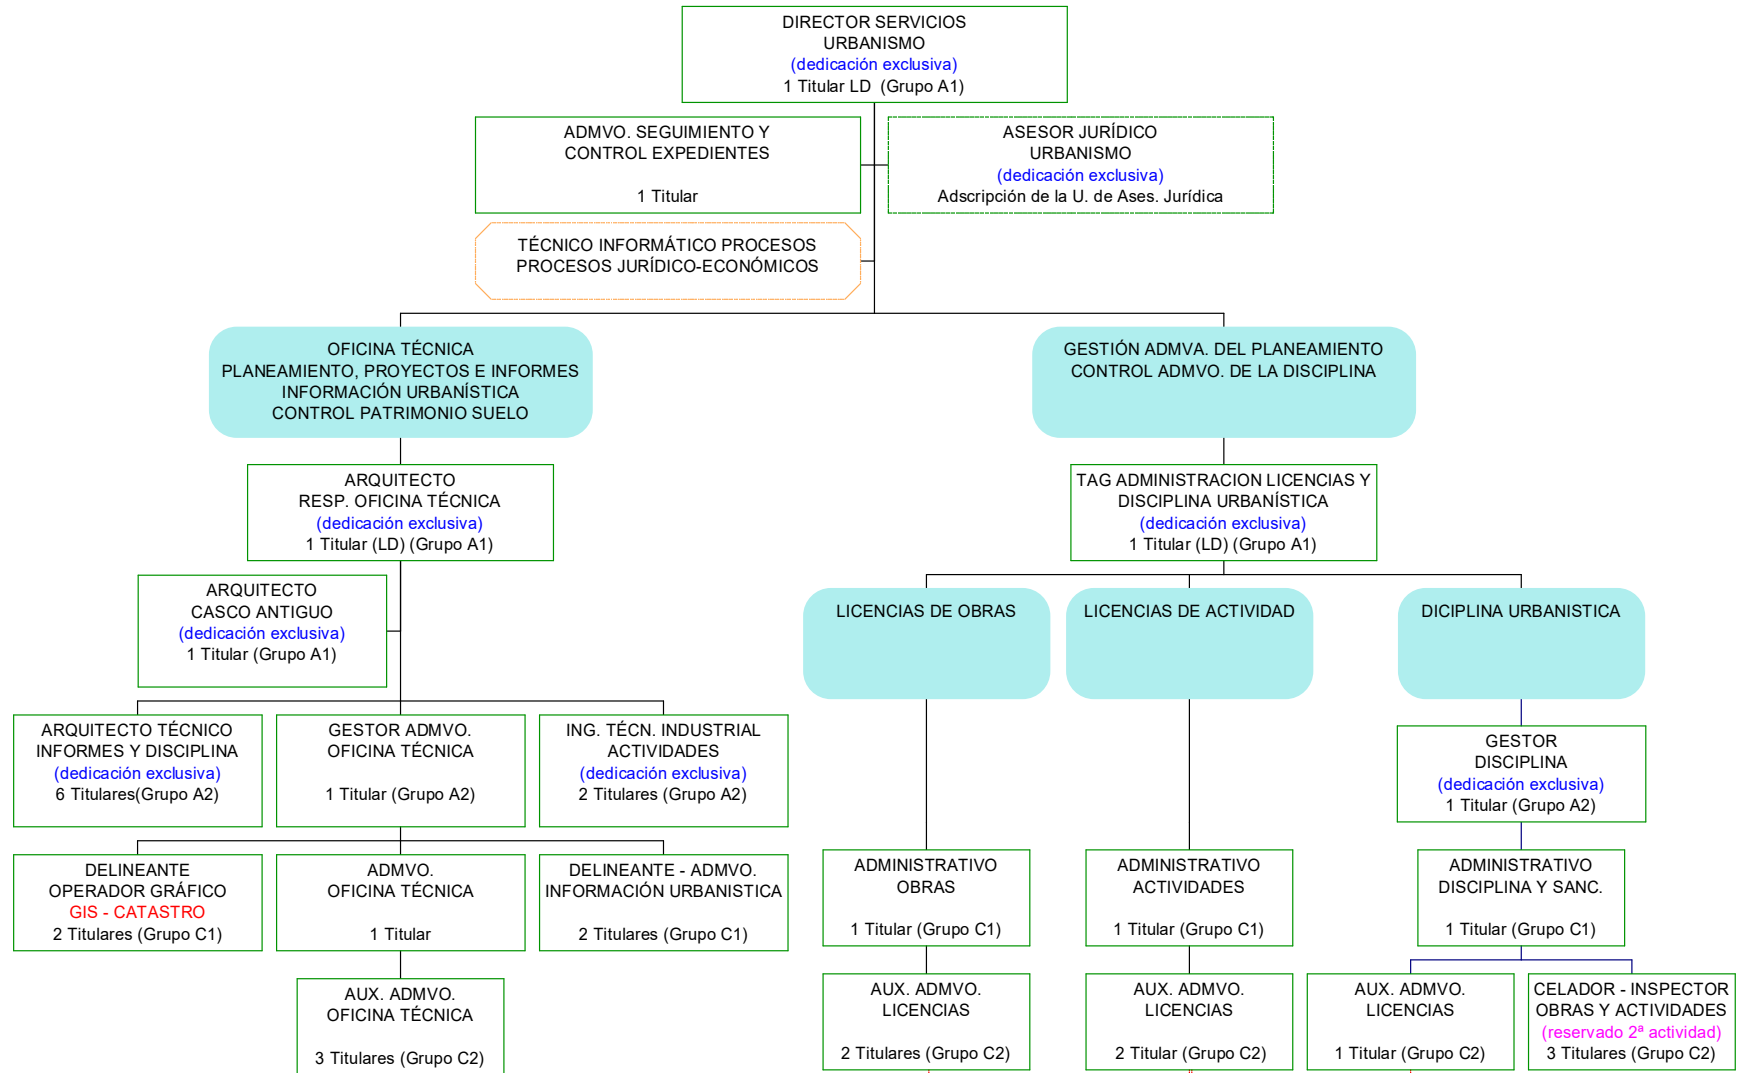 DIRECTOR SERVICIOS
URBANISMO
(dedicación exclusiva)
1 Titular LD (Grupo A1)
ADMVO. SEGUIMIENTO Y
CONTROL EXPEDIENTES
1 Titular
ASESOR JURÍDICO
URBANISMO
(dedicación exclusiva)
Adscripción de la U. de Ases. Jurídica
TÉCNICO INFORMÁTICO PROCESOS
PROCESOS JURÍDICO-ECONÓMICOS
OFICINA TÉCNICA
PLANEAMIENTO, PROYECTOS E INFORMES
INFORMACIÓN URBANÍSTICA
CONTROL PATRIMONIO SUELO
GESTIÓN ADMVA. DEL PLANEAMIENTO
CONTROL ADMVO. DE LA DISCIPLINA
ARQUITECTO
RESP. OFICINA TÉCNICA
(dedicación exclusiva)
1 Titular (LD) (Grupo A1)
TAG ADMINISTRACION LICENCIAS Y
DISCIPLINA URBANÍSTICA
(dedicación exclusiva)
1 Titular (LD) (Grupo A1)
ARQUITECTO
CASCO ANTIGUO
(dedicación exclusiva)
1 Titular (Grupo A1)
LICENCIAS DE OBRAS
LICENCIAS DE ACTIVIDAD
DICIPLINA URBANISTICA
ARQUITECTO TÉCNICO
INFORMES Y DISCIPLINA
(dedicación exclusiva)
6 Titulares(Grupo A2)
GESTOR ADMVO.
OFICINA TÉCNICA
1 Titular (Grupo A2)
ING. TÉCN. INDUSTRIAL
ACTIVIDADES
(dedicación exclusiva)
2 Titulares (Grupo A2)
GESTOR
DISCIPLINA
(dedicación exclusiva)
1 Titular (Grupo A2)
DELINEANTE
OPERADOR GRÁFICO
GIS - CATASTRO
2 Titulares (Grupo C1)
ADMVO.
OFICINA TÉCNICA
1 Titular
DELINEANTE - ADMVO.
INFORMACIÓN URBANISTICA
2 Titulares (Grupo C1)
ADMINISTRATIVO
OBRAS
1 Titular (Grupo C1)
ADMINISTRATIVO
ACTIVIDADES
1 Titular (Grupo C1)
ADMINISTRATIVO
DISCIPLINA Y SANC.
1 Titular (Grupo C1)
AUX. ADMVO.
OFICINA TÉCNICA
3 Titulares (Grupo C2)
AUX. ADMVO.
LICENCIAS
2 Titulares (Grupo C2)
AUX. ADMVO.
LICENCIAS
2 Titular (Grupo C2)
AUX. ADMVO.
LICENCIAS
1 Titular (Grupo C2)
CELADOR - INSPECTOR
OBRAS Y ACTIVIDADES
(reservado 2ª actividad)
3 Titulares (Grupo C2)